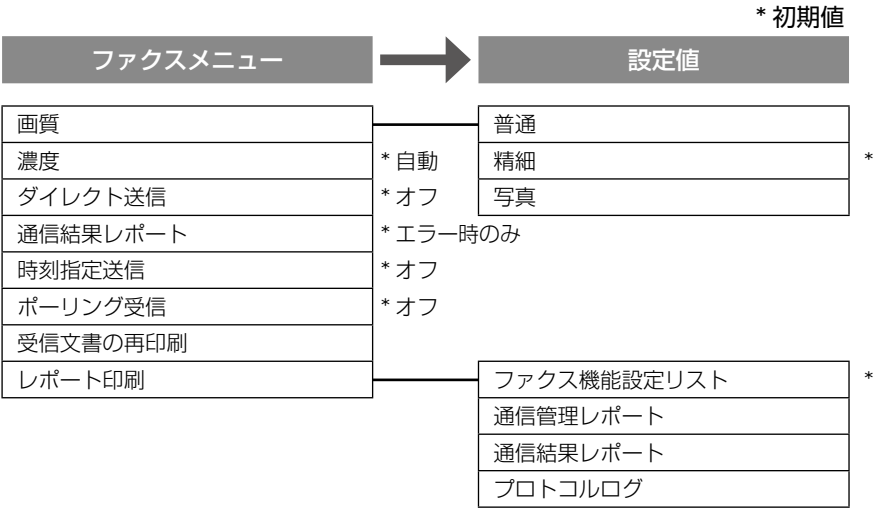 * 初期値
ファクスメニュー 設定値
画質 普通
濃度 * 自動 精細 *
ダイレクト送信 * オフ 写真
通信結果レポート * エラー時のみ
時刻指定送信 * オフ
ポーリング受信 * オフ
受信文書の再印刷
レポート印刷 ファクス機能設定リスト *
通信管理レポート
通信結果レポート
プロトコルログ